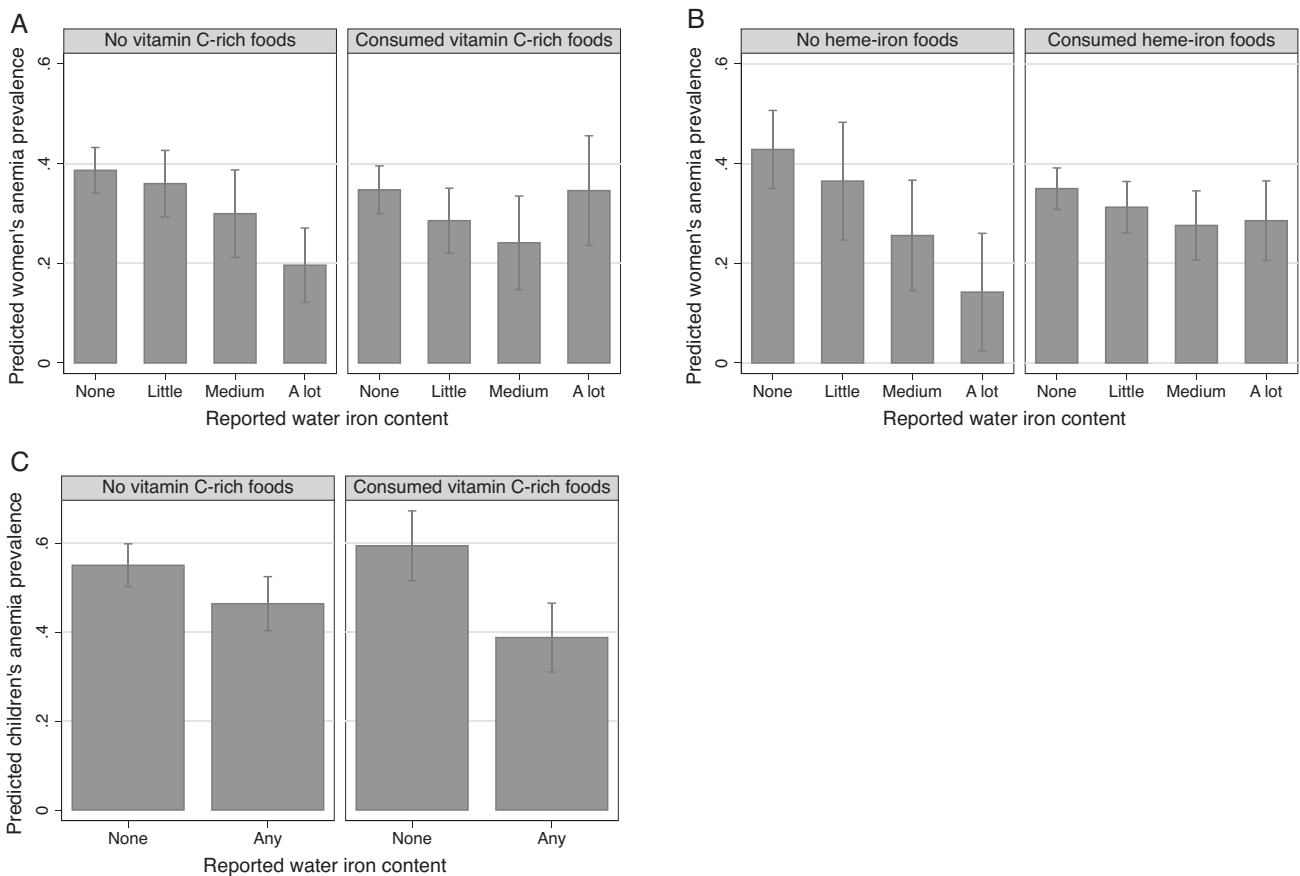 A
No vitamin C-rich foods
Consumed vitamin C-rich foods
Predicted women's anemia prevalence
.6
.4
.2
0
None Little Medium A lot
None Little Medium A lot
Reported water iron content
B
No heme-iron foods
Consumed heme-iron foods
Predicted women's anemia prevalence
.6
.4
.2
0
None Little Medium A lot
None Little Medium A lot
Reported water iron content
C
No vitamin C-rich foods
Consumed vitamin C-rich foods
Predicted children's anemia prevalence
.6
.4
.2
0
None Any
None Any
Reported water iron content